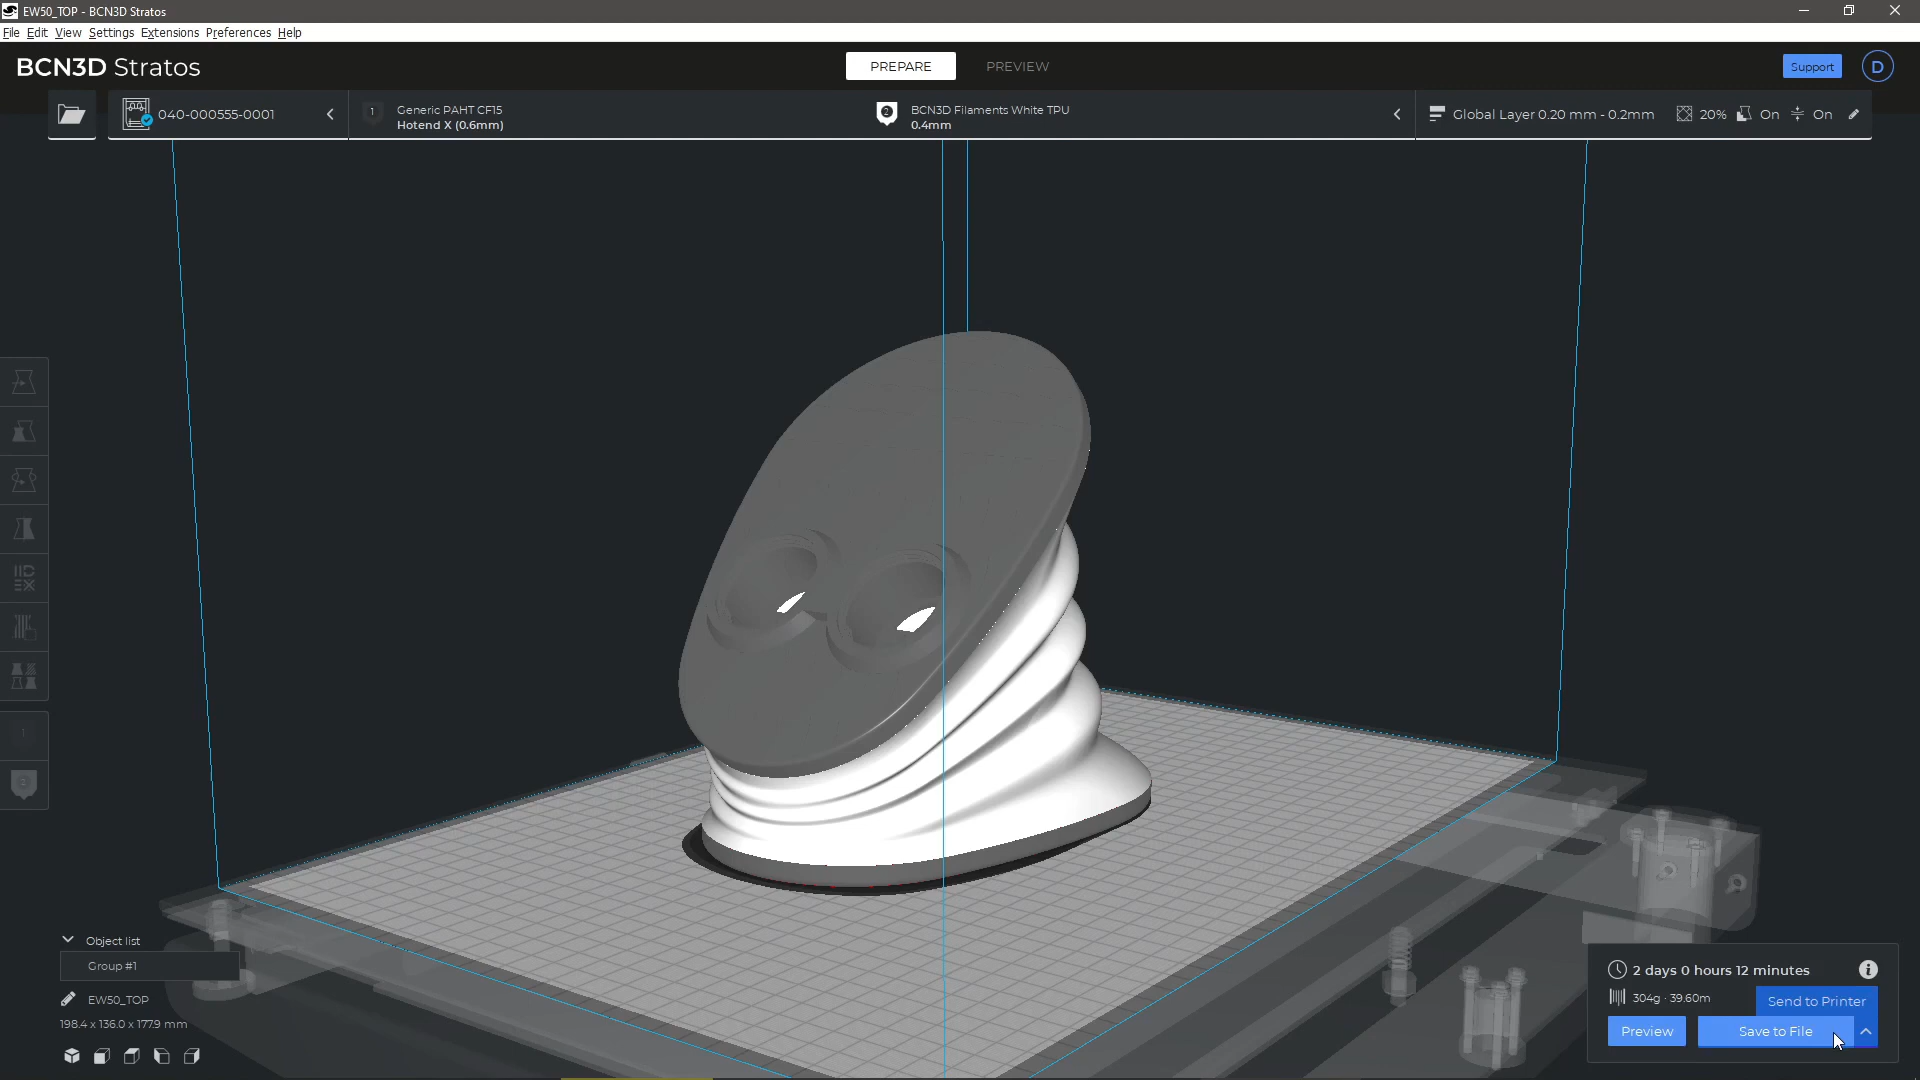 EW50_TOP - BCN3D Stratos
File Edit View Settings Extensions Preferences Help
BCN3D Stratos
PREPARE
PREVIEW
Support
D
040-000555-0001
1
Generic PAHT CF15
Hotend X (0.6mm)
2
BCN3D Filaments White TPU
0.4mm
Global Layer 0.20 mm - 0.2mm
20%
On
On
1
2
Object list
Group #1
EW50_TOP
198.4 x 136.0 x 177.9 mm
2 days 0 hours 12 minutes
i
304g · 39.60m
Send to Printer
Preview
Save to File